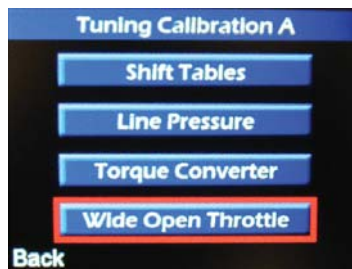 Tuning Calibration A
Shift Tables
Line Pressure
Torque Converter
Wide Open Throttle
Back